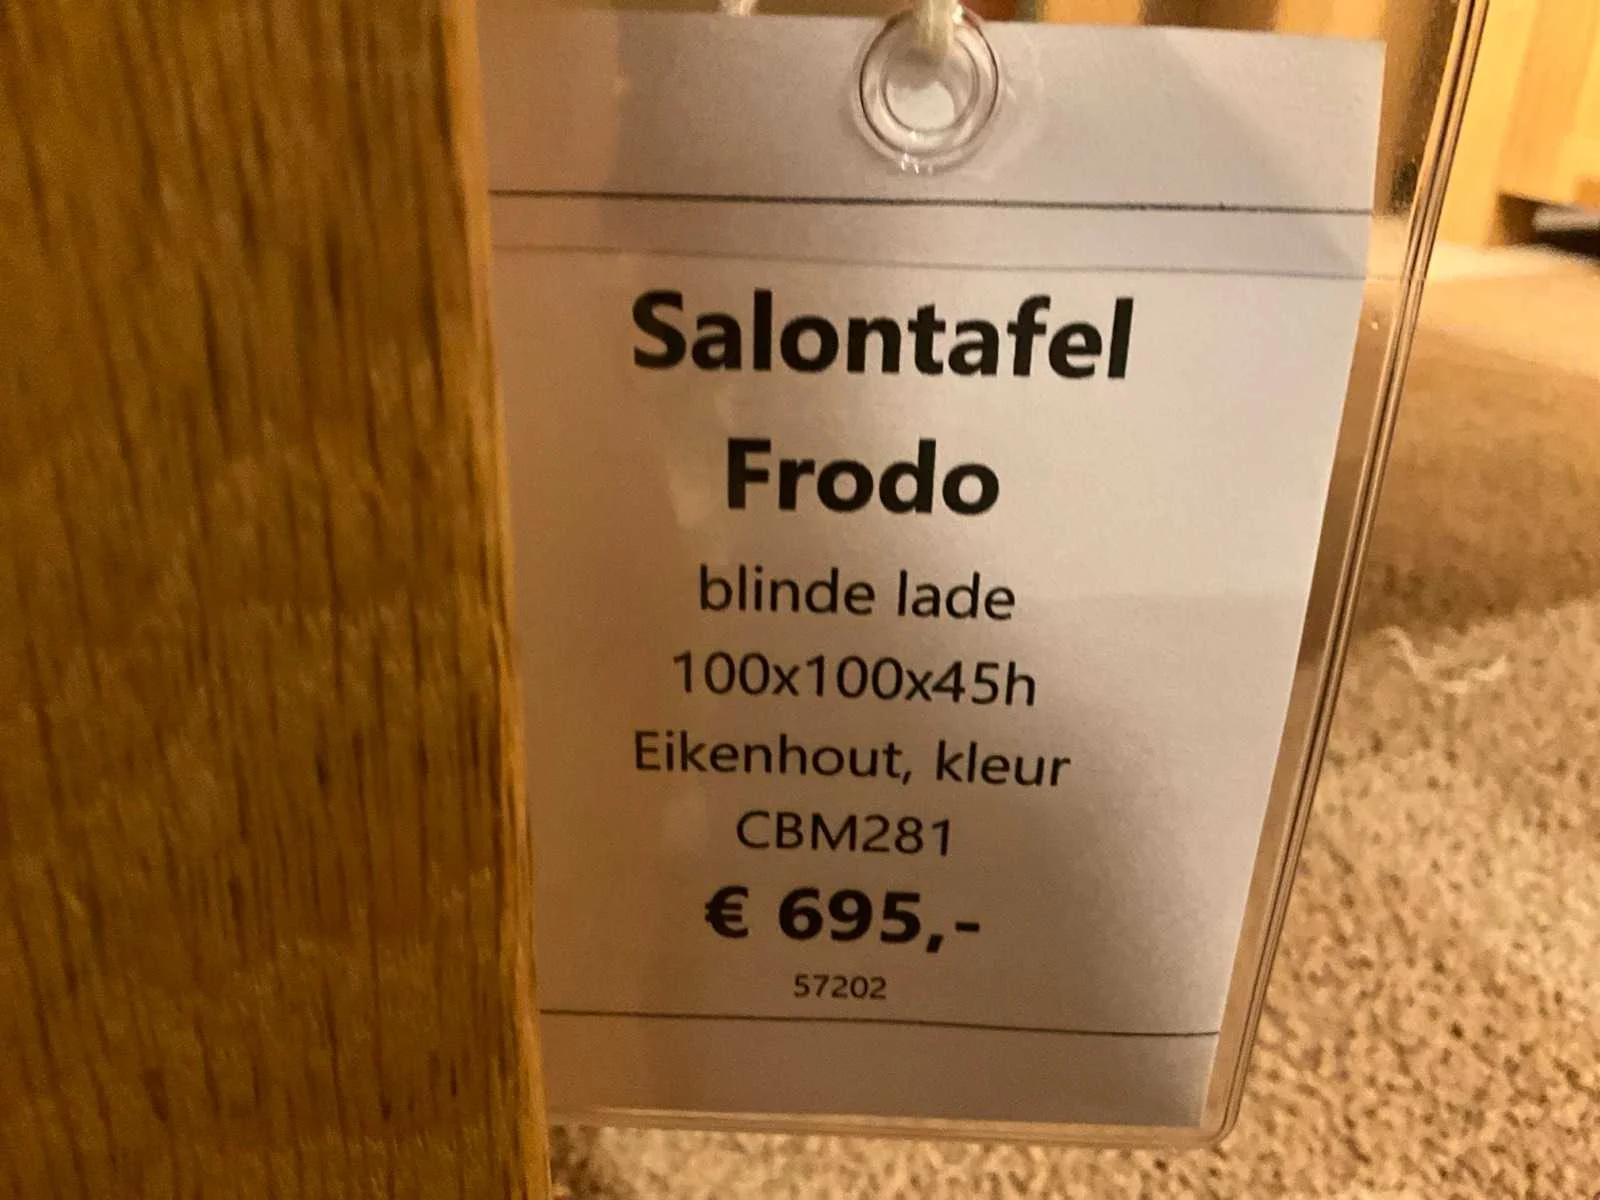 Salontafel
Frodo
blinde lade
100x100x45h
Eikenhout, kleur
CBM281
€ 695,-
57202